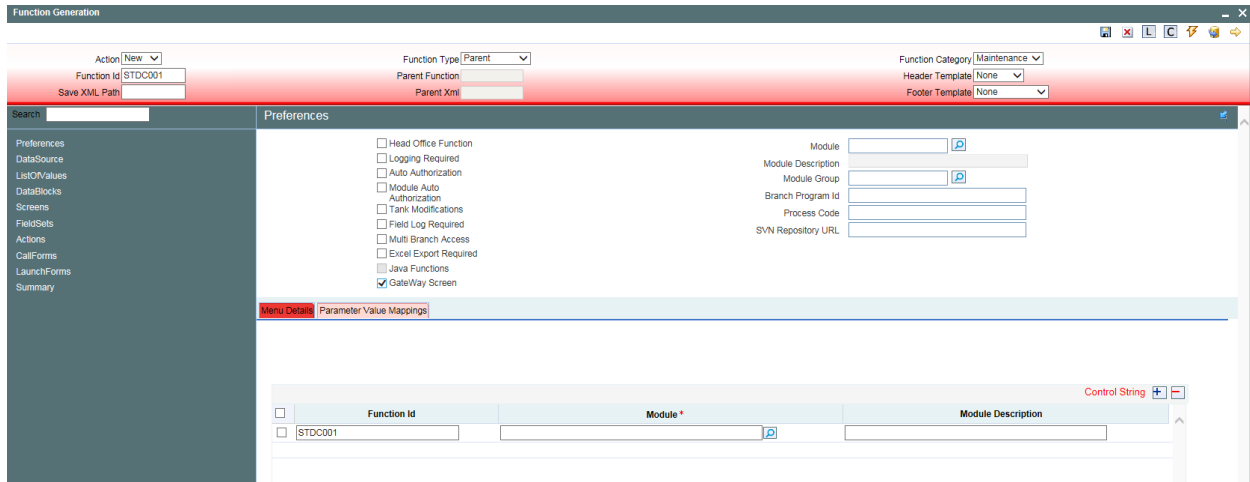 Function Generation
L C
Action New Function Type Parent Function Category Maintenance
Function Id STDC001 Parent Function Header Template None
Save XML Path Parent Xml Footer Template None
Search
Preferences
DataSource
ListOfValues
DataBlocks
Screens
FieldSets
Actions
CallForms
LaunchForms
Summary
Preferences
Head Office Function
Logging Required
Auto Authorization
Module Auto
Authorization
Tank Modifications
Field Log Required
Multi Branch Access
Excel Export Required
Java Functions
GateWay Screen
Module
Module Description
Module Group
Branch Program Id
Process Code
SVN Repository URL
Menu Details Parameter Value Mappings
Control String
Function Id Module * Module Description
STDC001